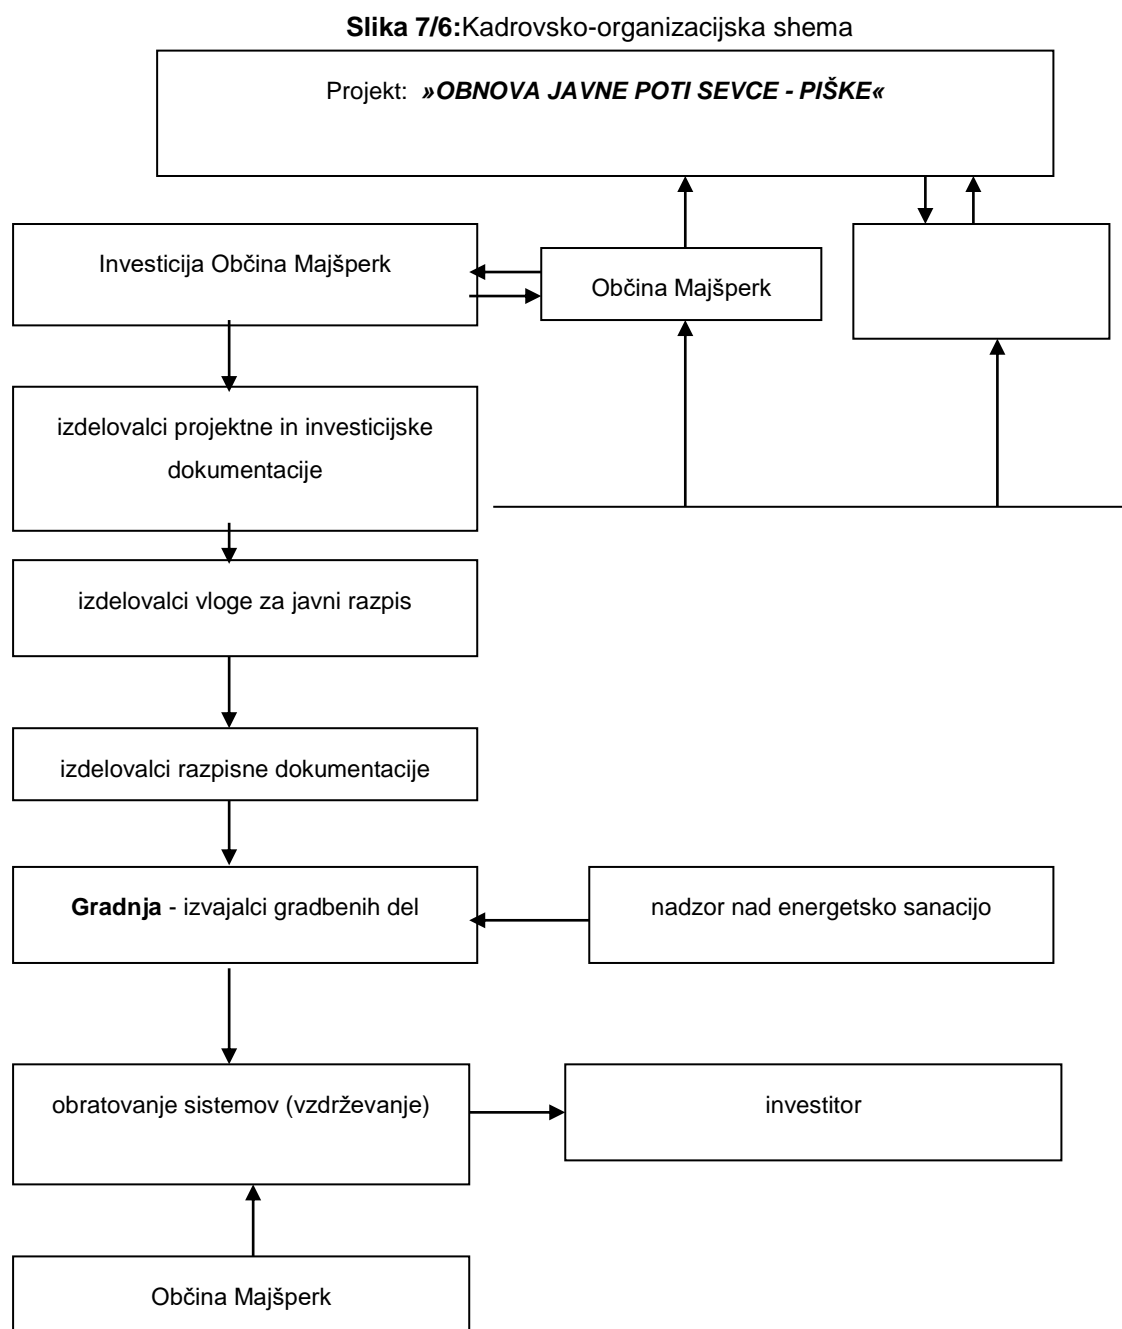 Slika 7/6:Kadrovsko-organizacijska shema
Projekt: »OBNOVA JAVNE POTI SEVCE - PIŠKE«
Investicija Občina Majšperk
Občina Majšperk
izdelovalci projektne in investicijske
dokumentacije
izdelovalci vloge za javni razpis
izdelovalci razpisne dokumentacije
Gradnja - izvajalci gradbenih del
nadzor nad energetsko sanacijo
obratovanje sistemov (vzdrževanje)
investitor
Občina Majšperk